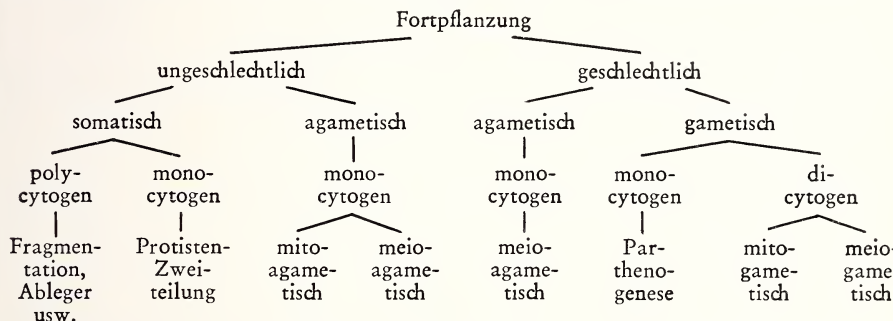 Fortpflanzung
ungeschlechtlich geschlechtlich
somatisch agametisch agametisch gametisch
poly- mono- mono- mono- mono- di-
cytogen cytogen cytogen cytogen cytogen cytogen
Fragmen- Protisten- mito- meio- meio- Par- mito- meio-
tation, Zwei- agame- agame- agame- theno- game- game-
Ableger teilung tisch tisch tisch genese tisch tisch
usw.